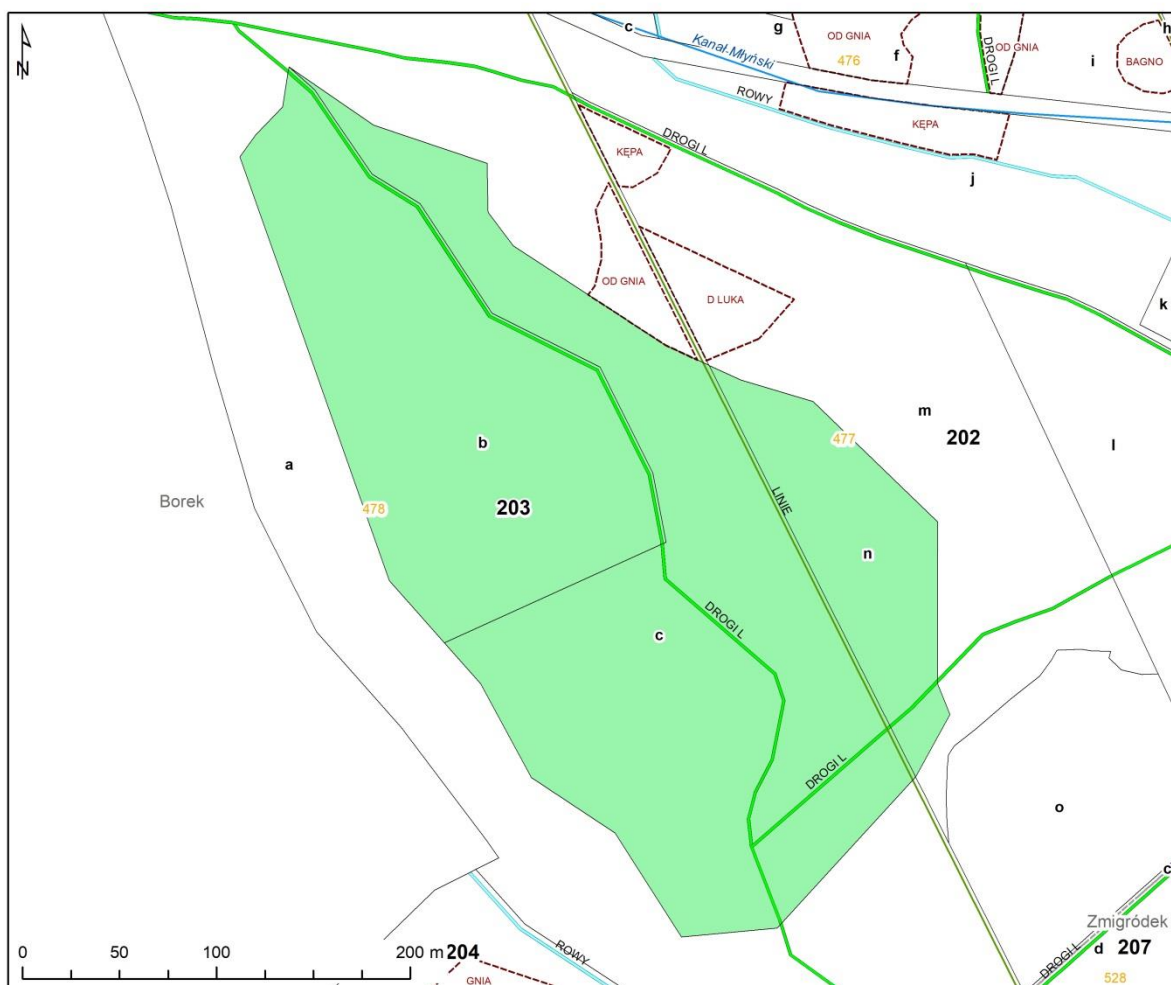 c
g
OD GNIA
f
DROGI L
OD GNIA
h
Kanał Młyński
476
i
BAGNO
N
ROWY
KĘPA
DROGI L
KĘPA
j
OD GNIA
D LUKA
k
m
202
477
l
b
a
Borek
478
203
LINIE
n
c
DROGI L
DROGI L
o
c
Zmigródek
0 50 100 200 m
204
ROWY
DROGI L
d
207
GNIA
528